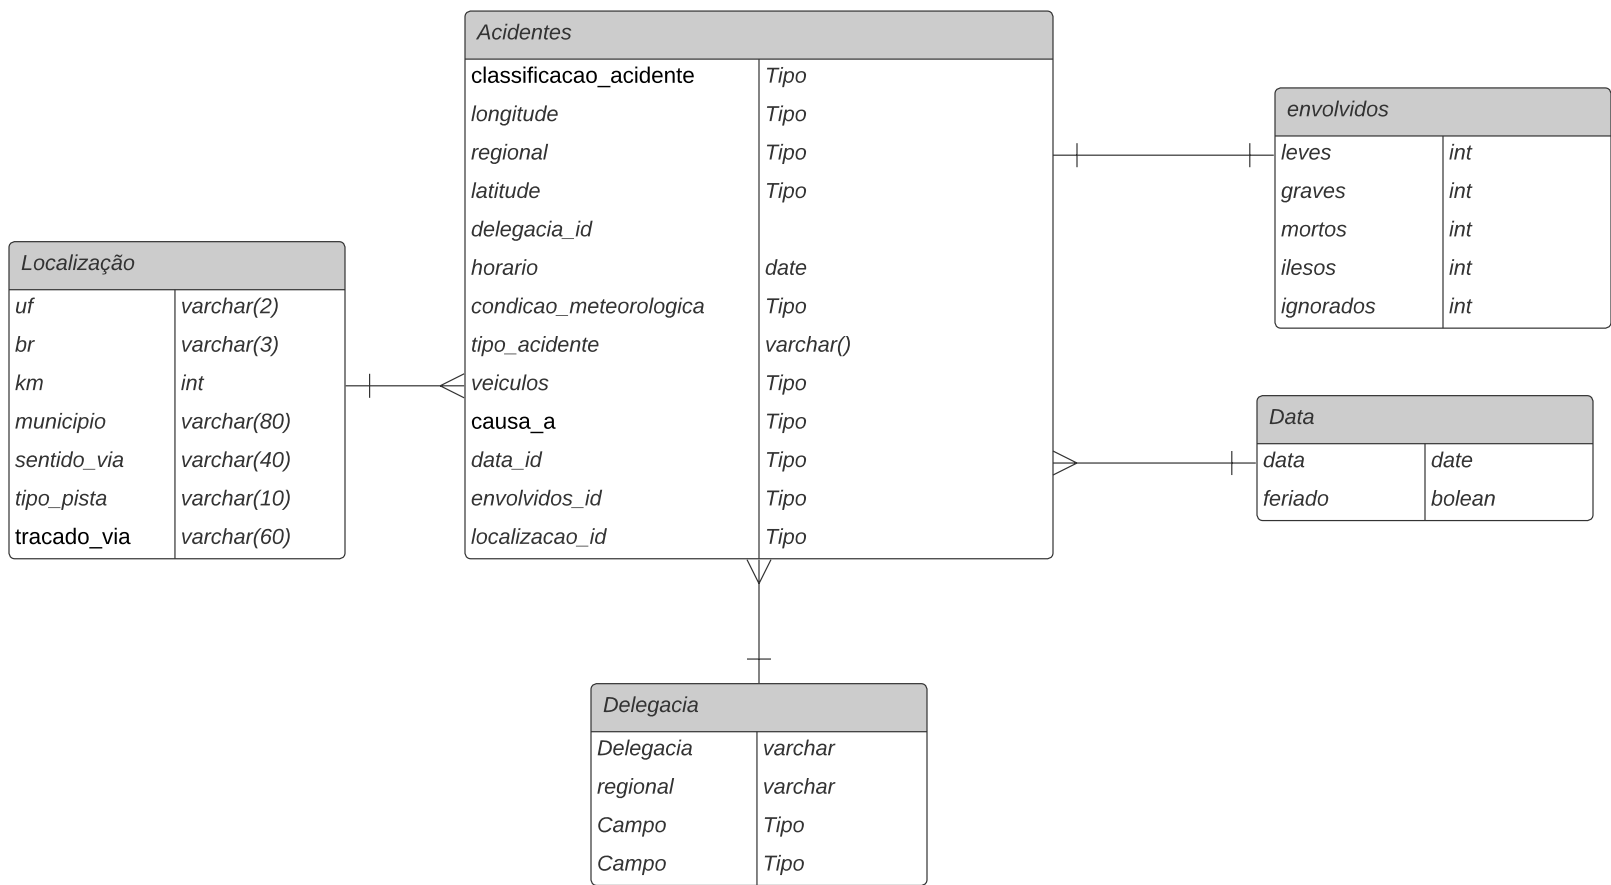 Acidentes
classificacao_acidente Tipo
longitude Tipo
regional Tipo
latitude Tipo
delegacia_id
horario date
condicao_meteorologica Tipo
tipo_acidente varchar()
veiculos Tipo
causa_a Tipo
data_id Tipo
envolvidos_id Tipo
localizacao_id Tipo
envolvidos
leves int
graves int
mortos int
ilesos int
ignorados int
Localização
uf varchar(2)
br varchar(3)
km int
municipio varchar(80)
sentido_via varchar(40)
tipo_pista varchar(10)
tracado_via varchar(60)
Data
data date
feriado bolean
Delegacia
Delegacia varchar
regional varchar
Campo Tipo
Campo Tipo